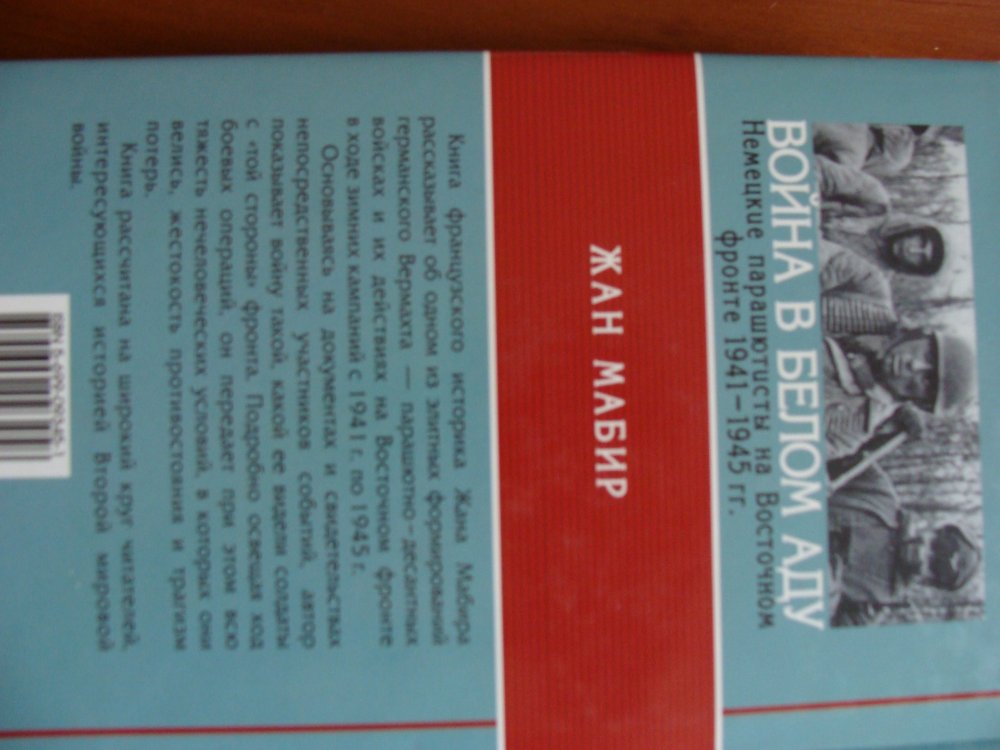 ВОЙНА В БЕЛОМ АДУ
Немецкие парашютисты на Восточном
фронте 1941–1945 гг.
ЖАН МАБИР
Книга французского историка Жана Мабира
рассказывает об одном из элитных формирований
германского Вермахта — парашютно-десантных
войсках и их действиях на Восточном фронте
в ходе зимних кампаний с 1941 г. по 1945 г.
Основываясь на документах и свидетельствах
непосредственных участников событий, автор
показывает войну такой, какой ее видели солдаты
с «той стороны» фронта. Подробно освещая ход
боевых операций, он передает при этом всю
тяжесть нечеловеческих условий, в которых они
велись, жестокость противостояния и трагизм
потерь.
Книга рассчитана на широкий круг читателей,
интересующихся историей Второй мировой
войны.